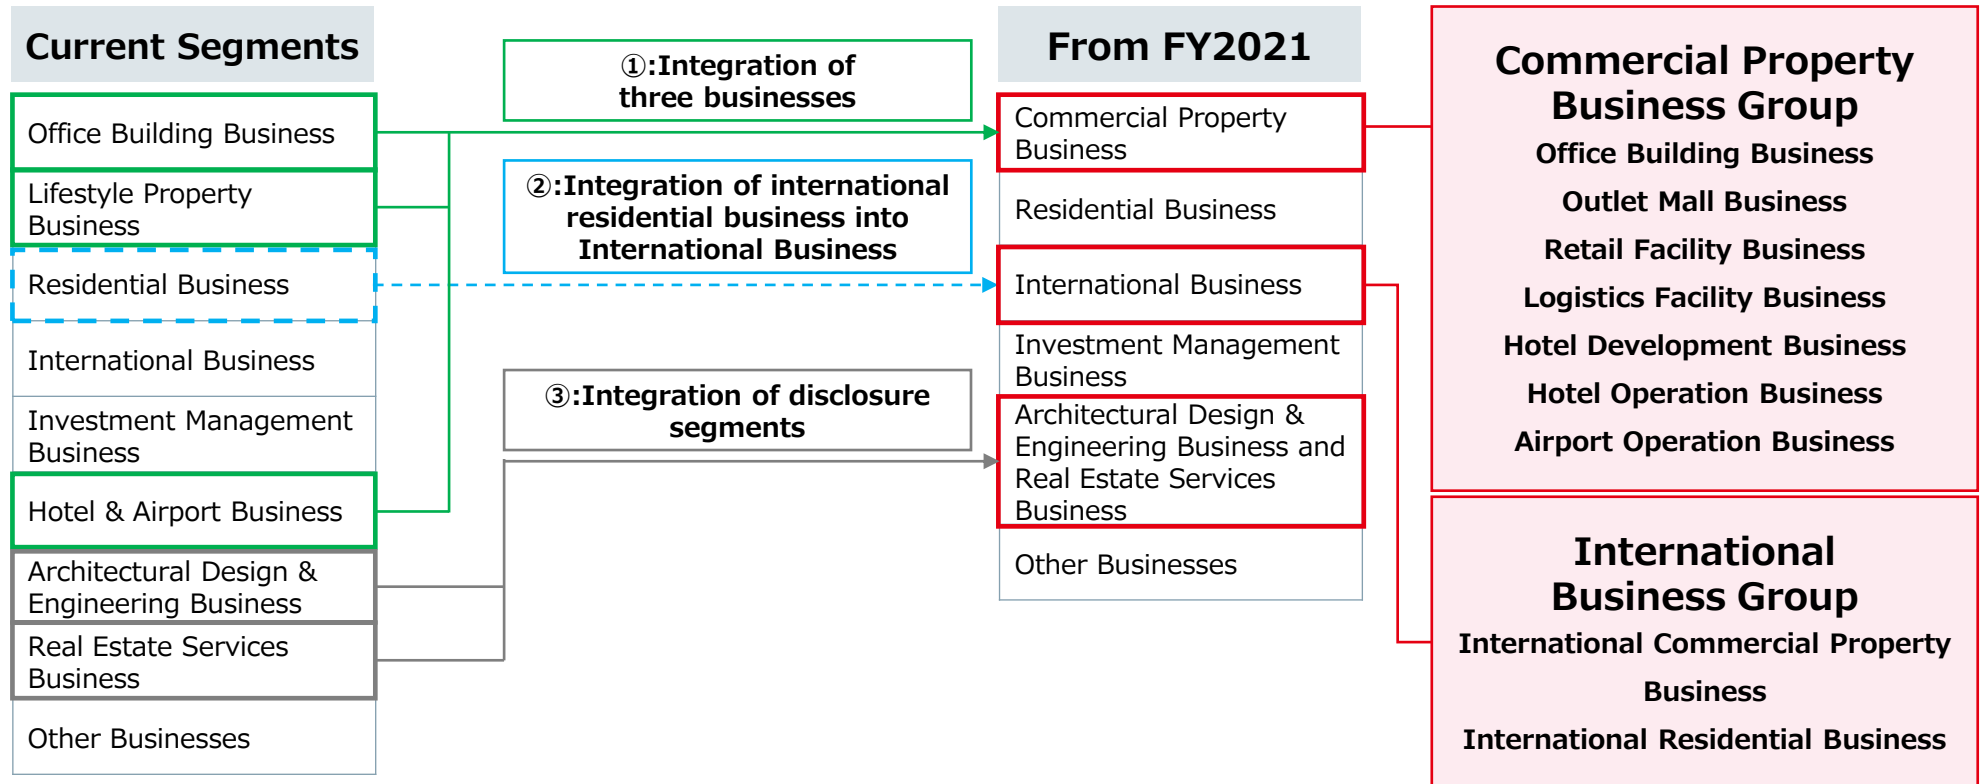 Current Segments
Office Building Business
Lifestyle Property
Business
Residential Business
International Business
Investment Management
Business
Hotel & Airport Business
Architectural Design &
Engineering Business
Real Estate Services
Business
Other Businesses
①:Integration of
three businesses
②:Integration of international
residential business into
International Business
③:Integration of disclosure
segments
From FY2021
Commercial Property
Business
Residential Business
International Business
Investment Management
Business
Architectural Design &
Engineering Business and
Real Estate Services
Business
Other Businesses
Commercial Property
Business Group
Office Building Business
Outlet Mall Business
Retail Facility Business
Logistics Facility Business
Hotel Development Business
Hotel Operation Business
Airport Operation Business
International
Business Group
International Commercial Property
Business
International Residential Business